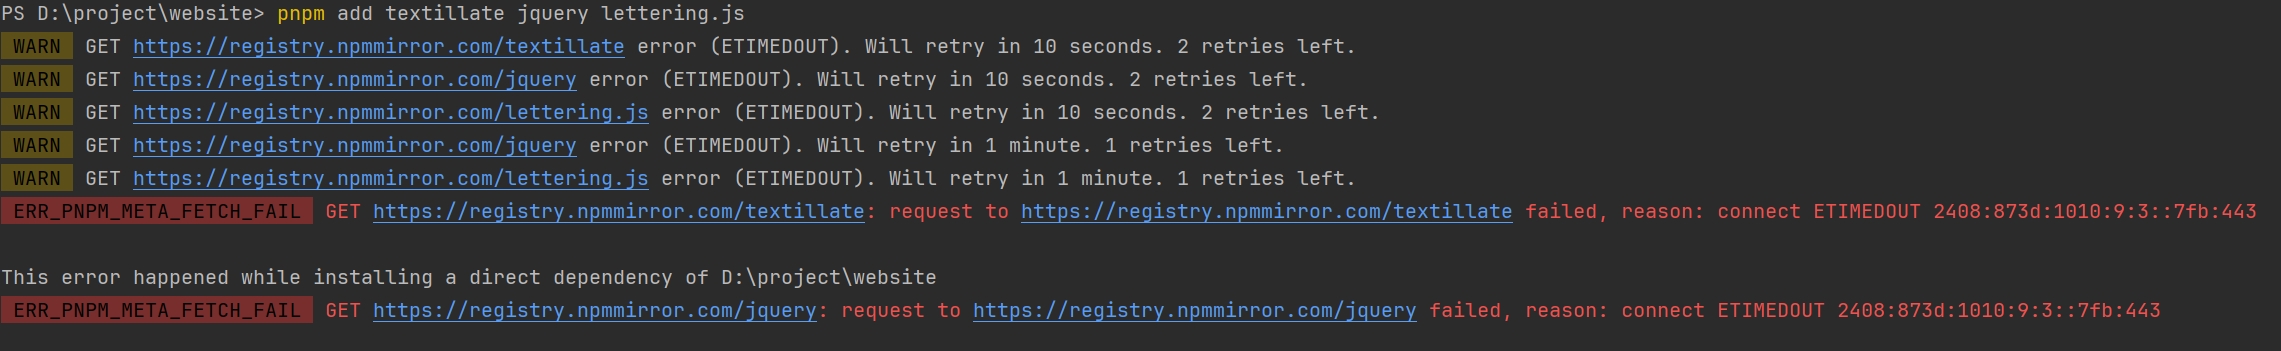 PS D:\project\website> pnpm add textillate jquery lettering.js
WARN GET https://registry.npmmirror.com/textillate error (ETIMEDOUT). Will retry in 10 seconds. 2 retries left.
WARN GET https://registry.npmmirror.com/jquery error (ETIMEDOUT). Will retry in 10 seconds. 2 retries left.
WARN GET https://registry.npmmirror.com/lettering.js error (ETIMEDOUT). Will retry in 10 seconds. 2 retries left.
WARN GET https://registry.npmmirror.com/jquery error (ETIMEDOUT). Will retry in 1 minute. 1 retries left.
WARN GET https://registry.npmmirror.com/lettering.js error (ETIMEDOUT). Will retry in 1 minute. 1 retries left.
ERR_PNPM_META_FETCH_FAIL GET https://registry.npmmirror.com/textillate: request to https://registry.npmmirror.com/textillate failed, reason: connect ETIMEDOUT 2408:873d:1010:9:3::7fb:443
This error happened while installing a direct dependency of D:\project\website
ERR_PNPM_META_FETCH_FAIL GET https://registry.npmmirror.com/jquery: request to https://registry.npmmirror.com/jquery failed, reason: connect ETIMEDOUT 2408:873d:1010:9:3::7fb:443